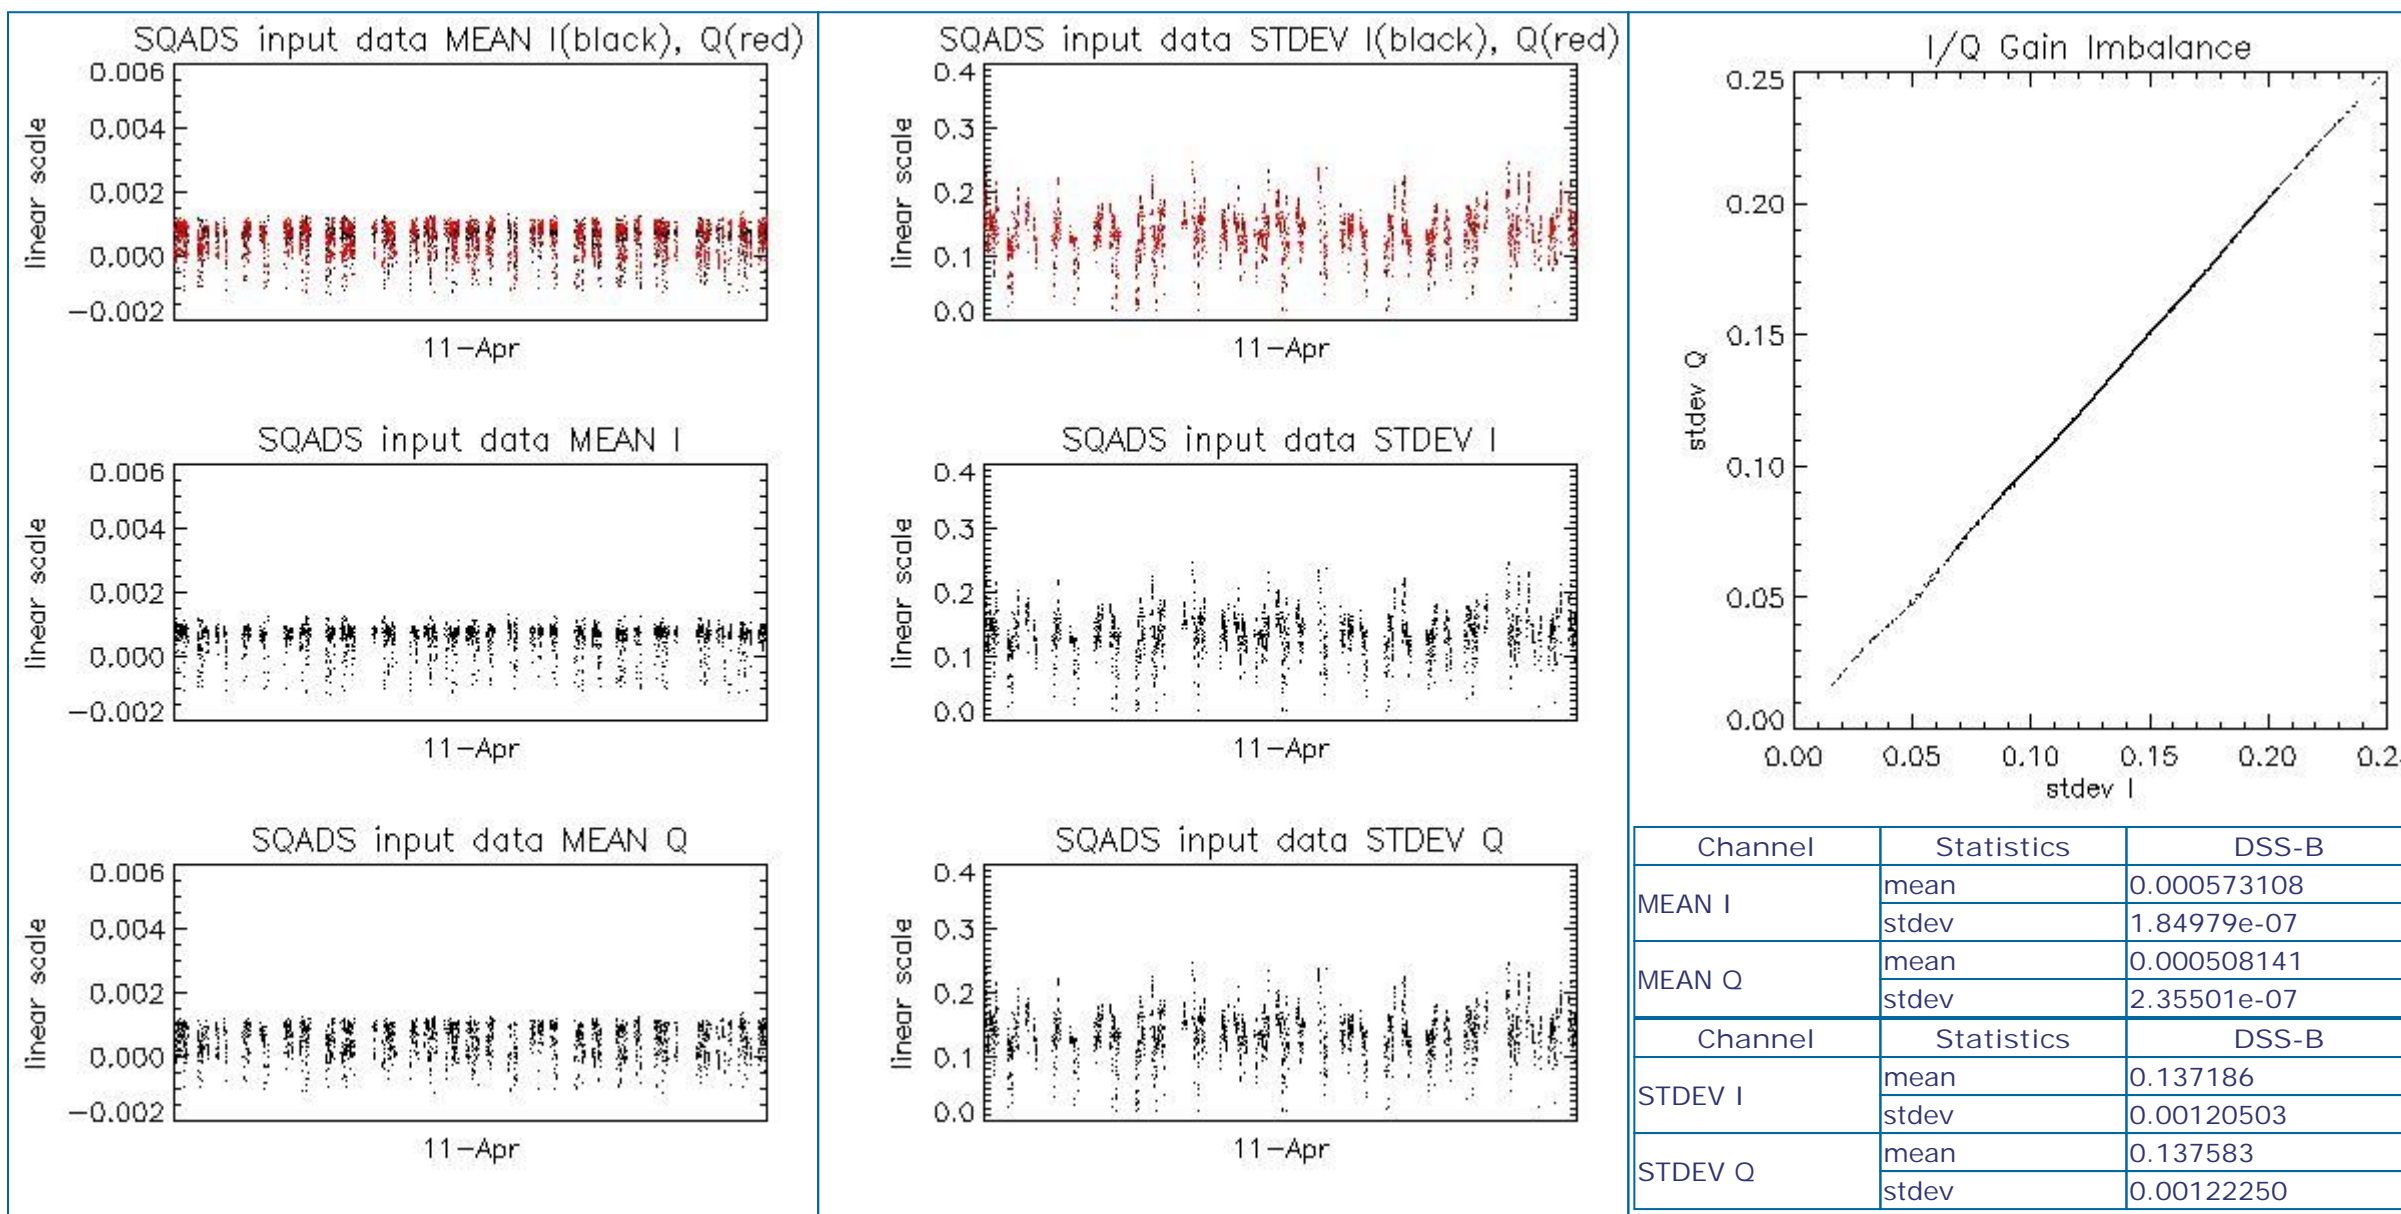 SQADS input data MEAN I(black), Q(red)
0.006
0.004
0.002
0.000
−0.002
linear scale
11−Apr
SQADS input data MEAN I
0.006
0.004
0.002
0.000
−0.002
linear scale
11−Apr
SQADS input data MEAN Q
0.006
0.004
0.002
0.000
−0.002
linear scale
11−Apr
SQADS input data STDEV I(black), Q(red)
0.4
0.3
0.2
0.1
0.0
linear scale
11−Apr
SQADS input data STDEV I
0.4
0.3
0.2
0.1
0.0
linear scale
11−Apr
SQADS input data STDEV Q
0.4
0.3
0.2
0.1
0.0
linear scale
11−Apr
I/Q Gain Imbalance
0.25
0.20
0.15
0.10
0.05
0.00
stdev Q
0.00 0.05 0.10 0.15 0.20
stdev I
Channel Statistics DSS-B
MEAN I mean 0.000573108
stdev 1.84979e-07
MEAN Q mean 0.000508141
stdev 2.35501e-07
Channel Statistics DSS-B
STDEV I mean 0.137186
stdev 0.00120503
STDEV Q mean 0.137583
stdev 0.00122250